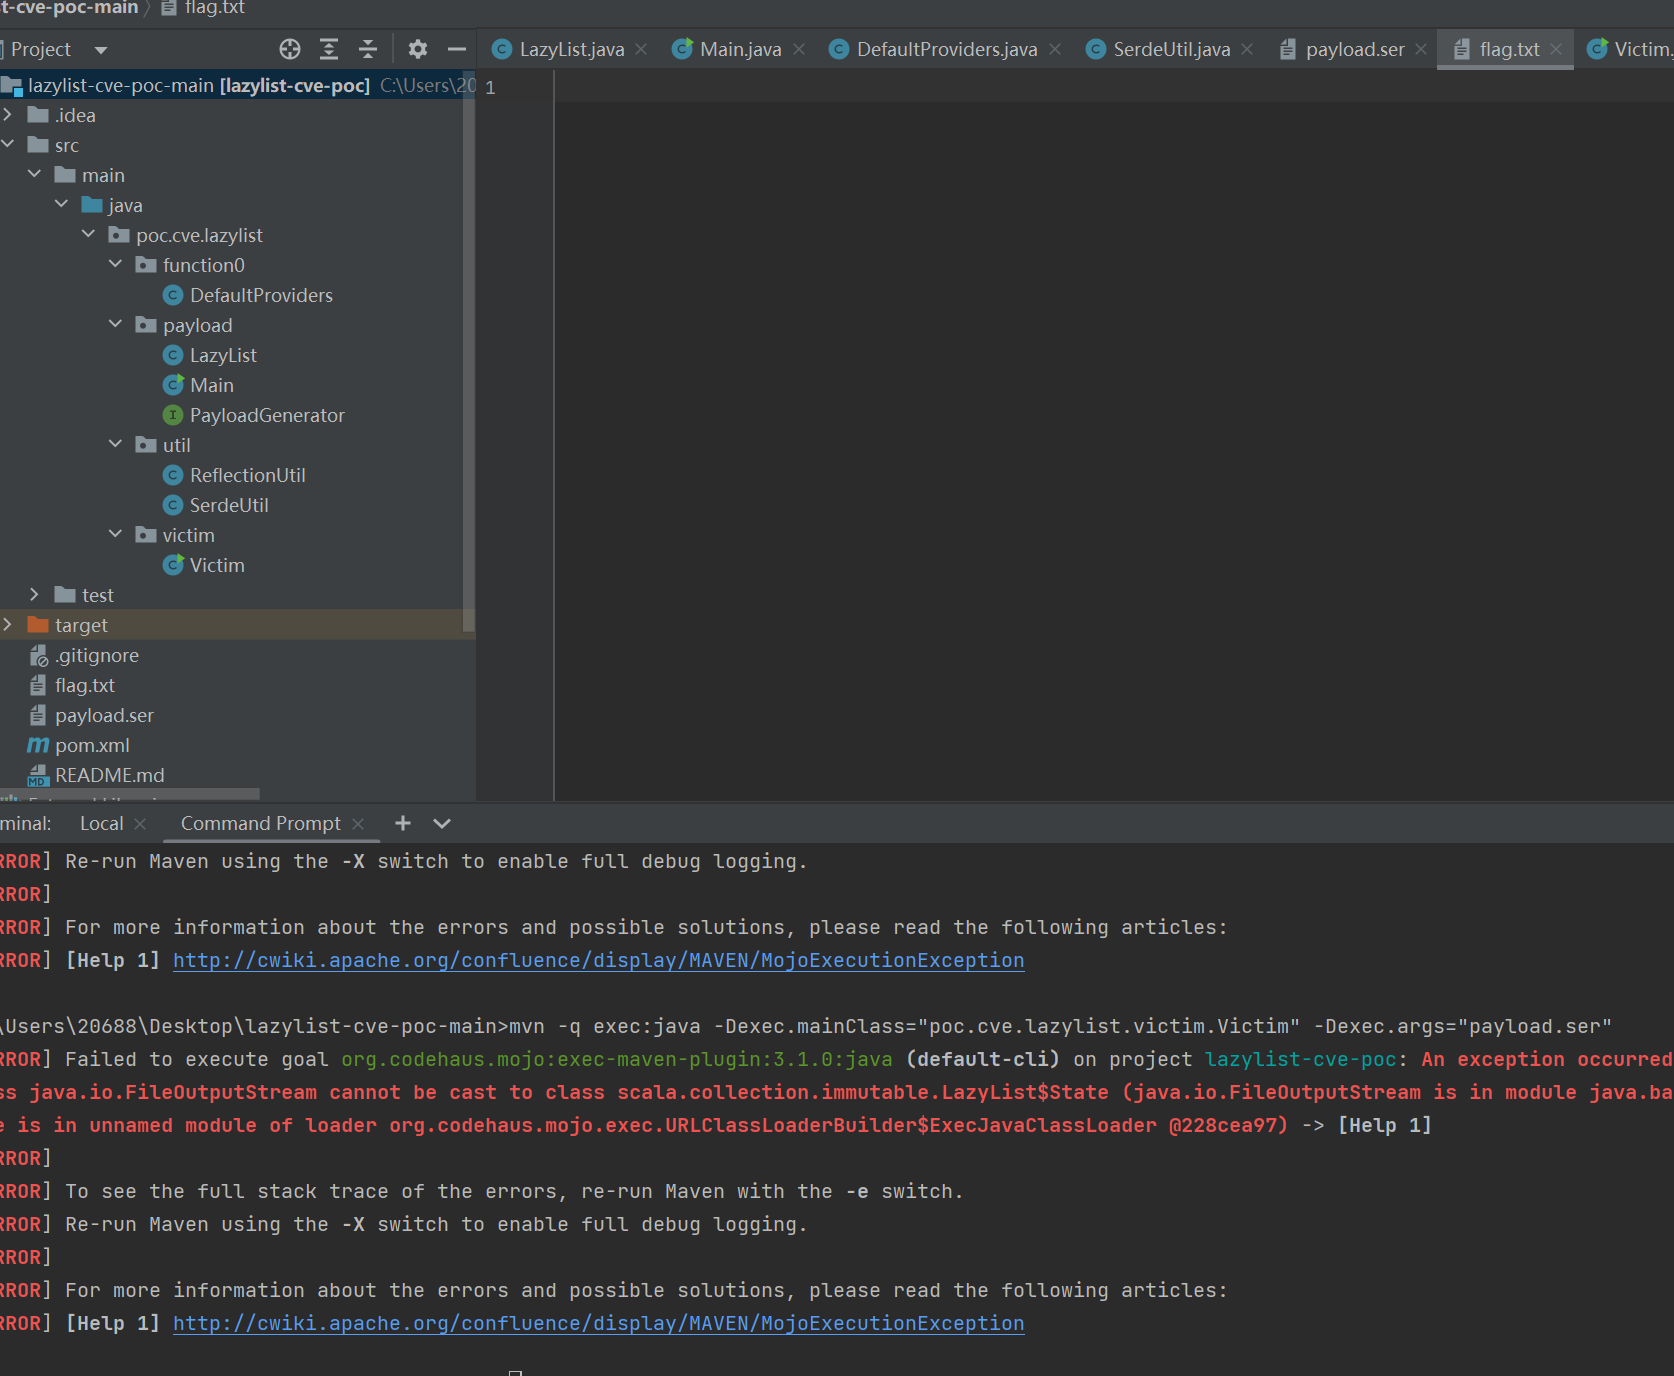 t-cve-poc-main flag.txt
Project
LazyList.java Main.java DefaultProviders.java SerdeUtil.java payload.ser flag.txt Victim.
lazylist-cve-poc-main [lazylist-cve-poc] C:\Users\20
1
.idea
src
main
java
poc.cve.lazylist
function0
DefaultProviders
payload
LazyList
Main
PayloadGenerator
util
ReflectionUtil
SerdeUtil
victim
Victim
test
target
.gitignore
flag.txt
payload.ser
pom.xml
README.md
minal: Local Command Prompt
RROR] Re-run Maven using the -X switch to enable full debug logging.
RROR]
RROR] For more information about the errors and possible solutions, please read the following articles:
RROR] [Help 1] http://cwiki.apache.org/confluence/display/MAVEN/MojoExecutionException
\Users\20688\Desktop\lazylist-cve-poc-main>mvn -q exec:java -Dexec.mainClass="poc.cve.lazylist.victim.Victim" -Dexec.args="payload.ser"
RROR] Failed to execute goal org.codehaus.mojo:exec-maven-plugin:3.1.0:java (default-cli) on project lazylist-cve-poc: An exception occurred
ss java.io.FileOutputStream cannot be cast to class scala.collection.immutable.LazyList$State (java.io.FileOutputStream is in module java.ba
e is in unnamed module of loader org.codehaus.mojo.exec.URLClassLoaderBuilder$ExecJavaClassLoader @228cea97) -> [Help 1]
RROR]
RROR] To see the full stack trace of the errors, re-run Maven with the -e switch.
RROR] Re-run Maven using the -X switch to enable full debug logging.
RROR]
RROR] For more information about the errors and possible solutions, please read the following articles:
RROR] [Help 1] http://cwiki.apache.org/confluence/display/MAVEN/MojoExecutionException